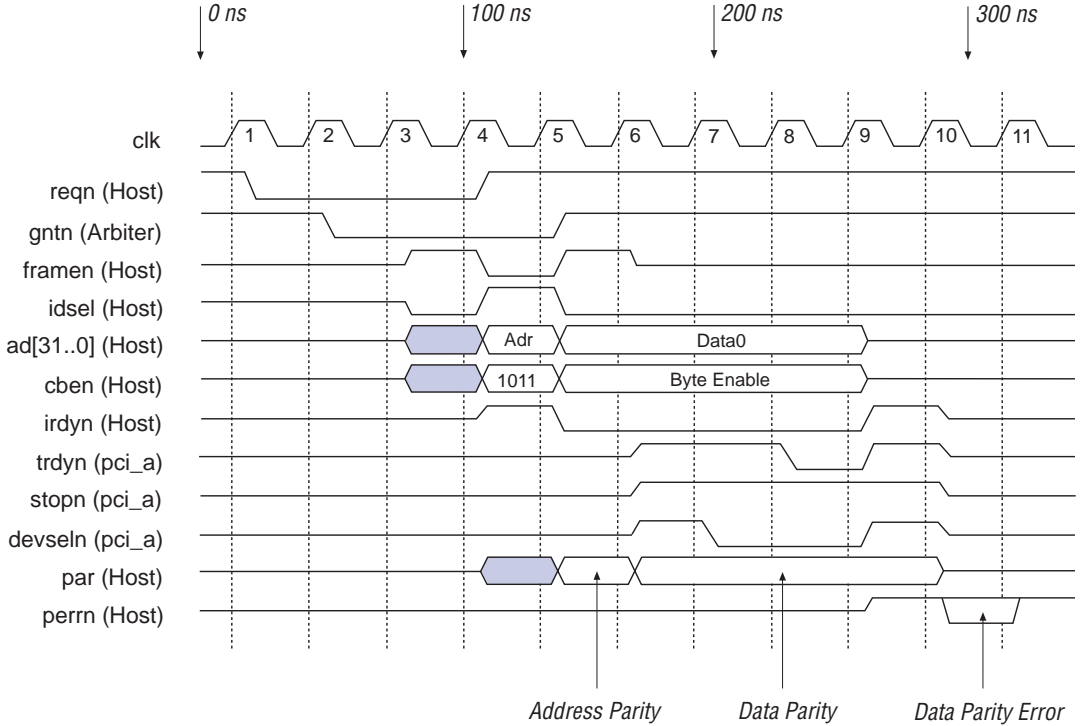 0 ns 100 ns 200 ns 300 ns
clk 1 2 3 4 5 6 7 8 9 10 11
reqn (Host)
gntn (Arbiter)
framen (Host)
idsel (Host)
ad[31..0] (Host) Adr Data0
cben (Host) 1011 Byte Enable
irdyn (Host)
trdyn (pci_a)
stopn (pci_a)
devseln (pci_a)
par (Host)
perrn (Host)
Address Parity Data Parity Data Parity Error